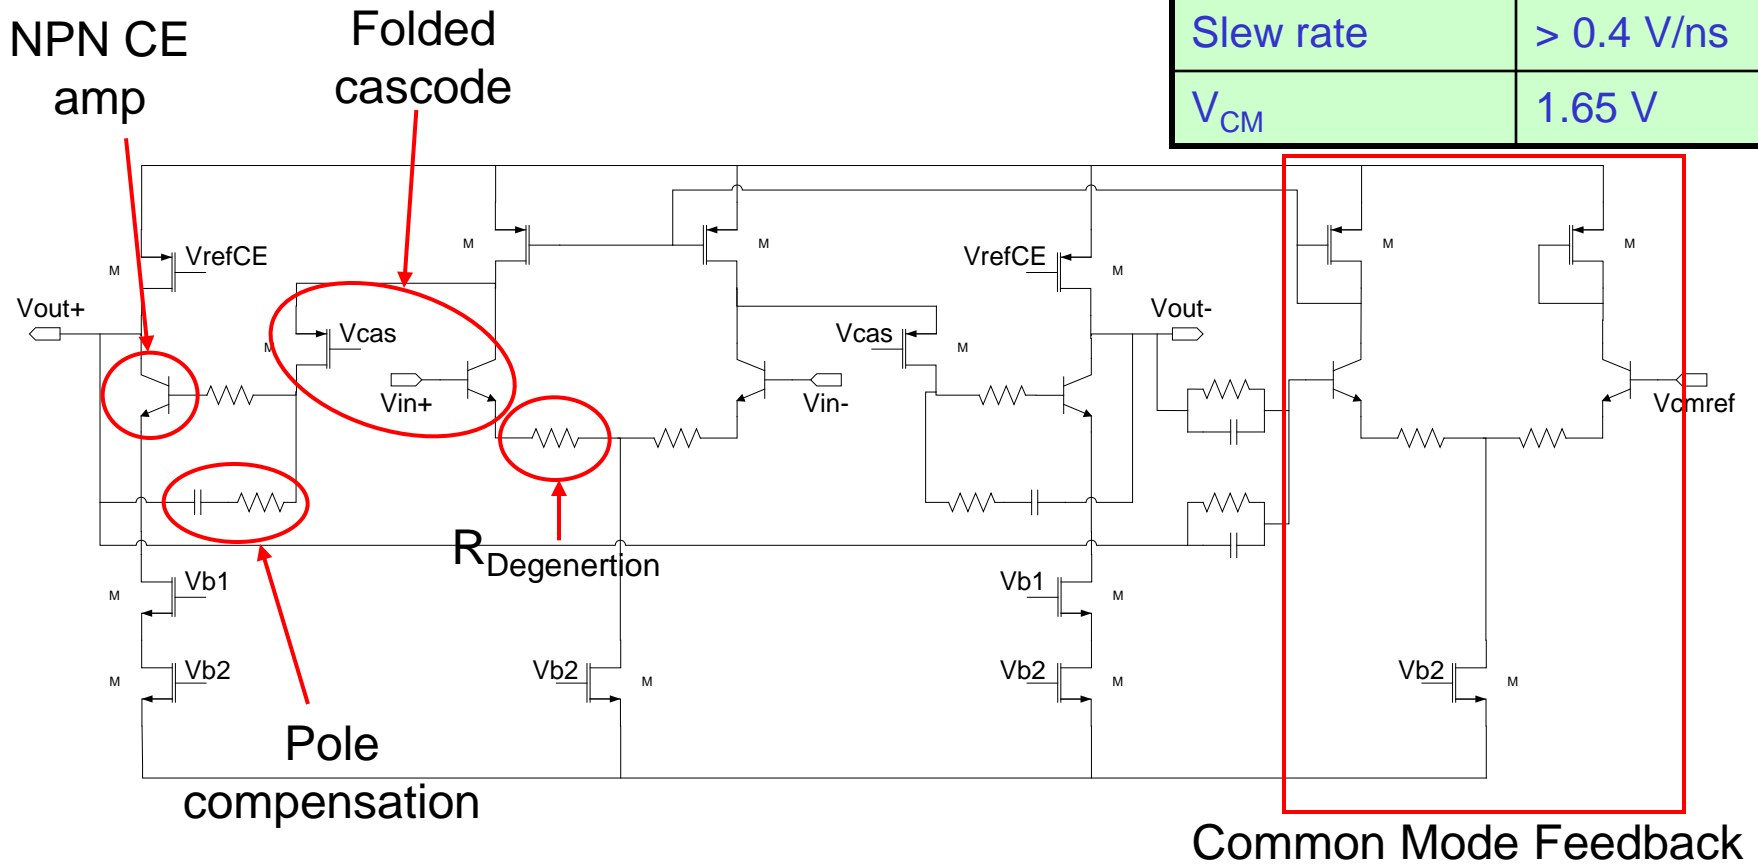 NPN CE
amp
Folded
cascode
Slew rate > 0.4 V/ns
VCM 1.65 V
M VrefCE M M VrefCE M M M
Vout+ Vout-
M Vcas Vcas M
Vin+ Vin- Vcmref
RDegenertion
M Vb1 Vb1 M
M Vb2 Vb2 M Vb2 M Vb2 M
Pole
compensation
Common Mode Feedback